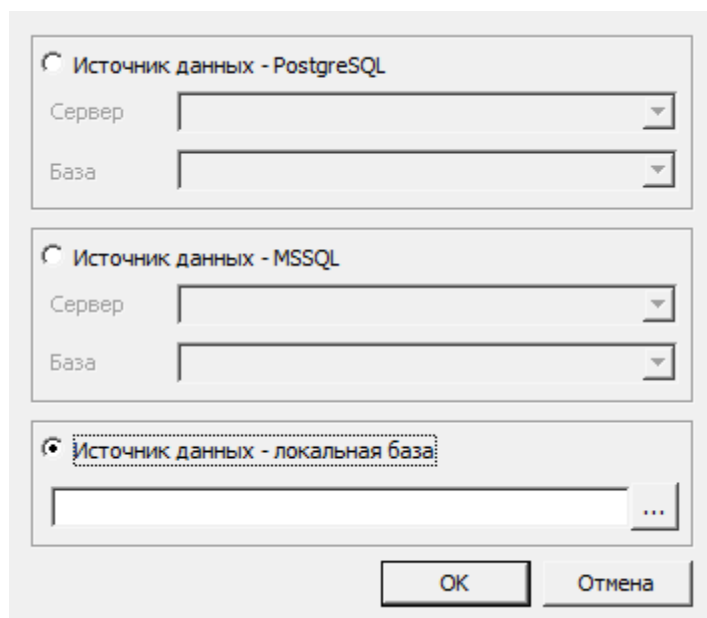 Источник данных - PostgreSQL
Сервер
База
Источник данных - MSSQL
Сервер
База
Источник данных - локальная база
...
OK Отмена